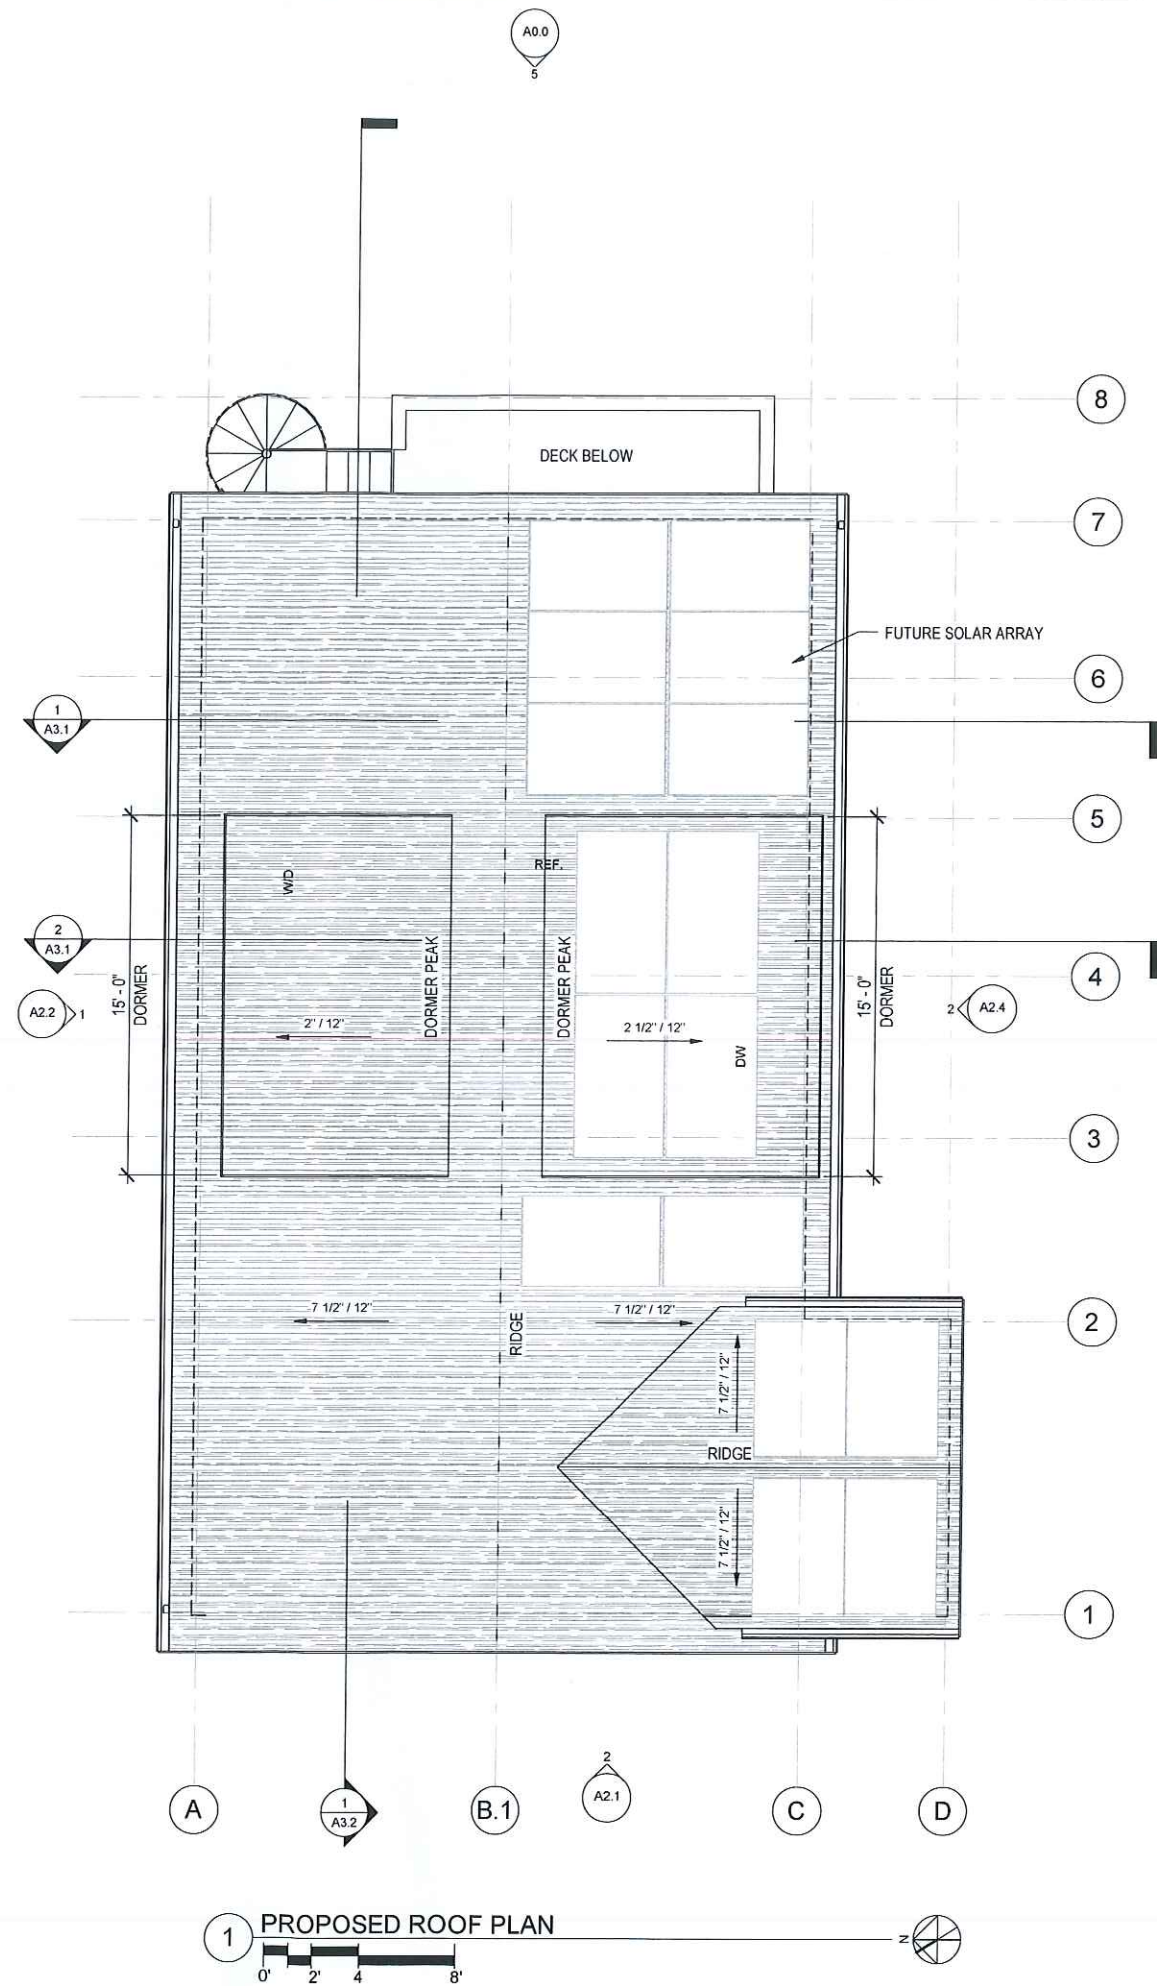 A0.0
5
8
DECK BELOW
7
FUTURE SOLAR ARRAY
6
1
A3.1
5
REF.
W/D
2
A3.1
15' - 0"
DORMER
DORMER PEAK
DORMER PEAK
15' - 0"
DORMER
4
A2.2
1
2
A2.4
2" / 12"
2 1/2" / 12"
DW
3
7 1/2" / 12"
7 1/2" / 12"
RIDGE
2
7 1/2" / 12"
RIDGE
7 1/2" / 12"
1
A
1
A3.2
B.1
2
A2.1
C
D
1
PROPOSED ROOF PLAN
N
0'
2'
4
8'